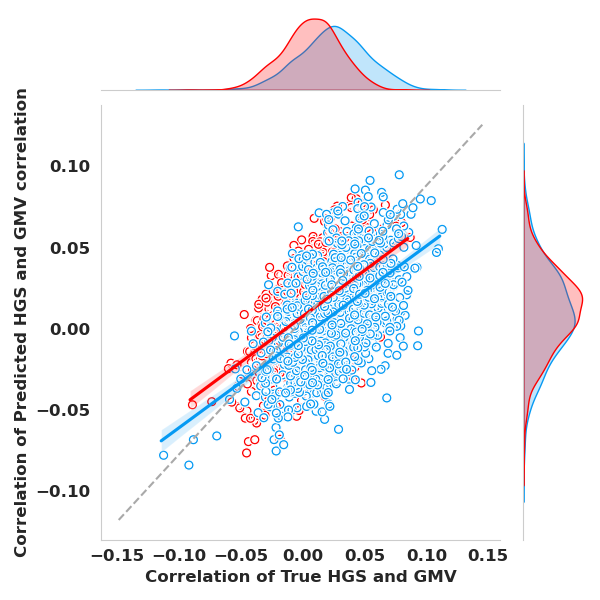 Correlation of Predicted HGS and GMV correlation
0.10
0.05
0.00
−0.05
−0.10
−0.15 −0.10 −0.05 0.00 0.05 0.10 0.15
Correlation of True HGS and GMV